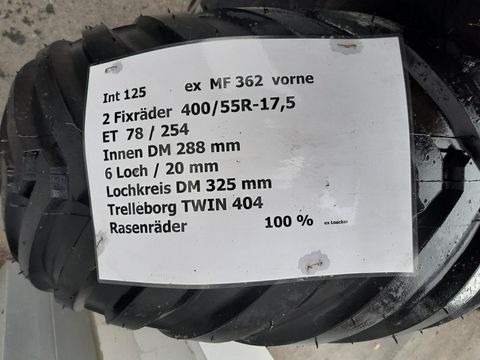 Int 125 ex MF 362 vorne
2 Fixräder 400/55R-17,5
ET 78 / 254
Innen DM 288 mm
6 Loch / 20 mm
Lochkreis DM 325 mm
Trelleborg TWIN 404
Rasenräder 100 % ex Loacker